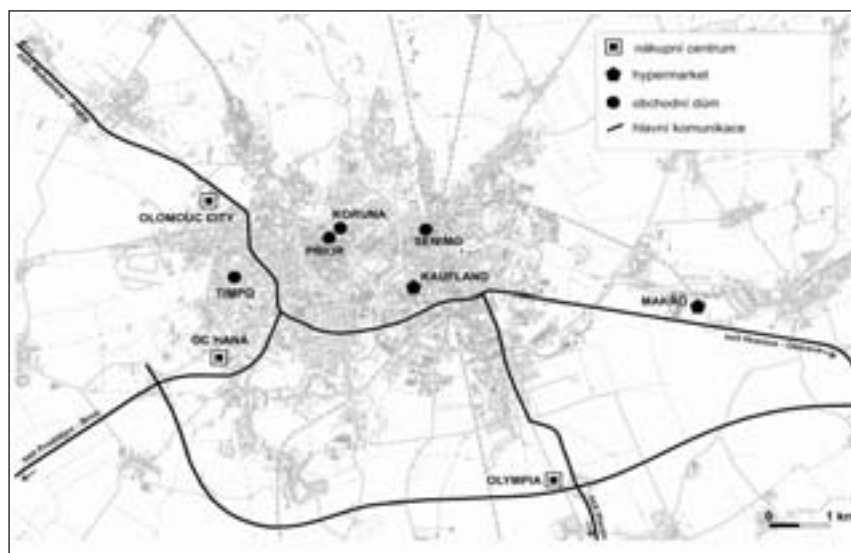 nákupní centrum
hypermarket
obchodní dům
hlavní komunikace
OLOMOUC CITY
KORUNA
PRIOR
SENIMO
TIMPO
KAUFLAND
MAKRO
OC HANÁ
OLYMPIA
0 1 km